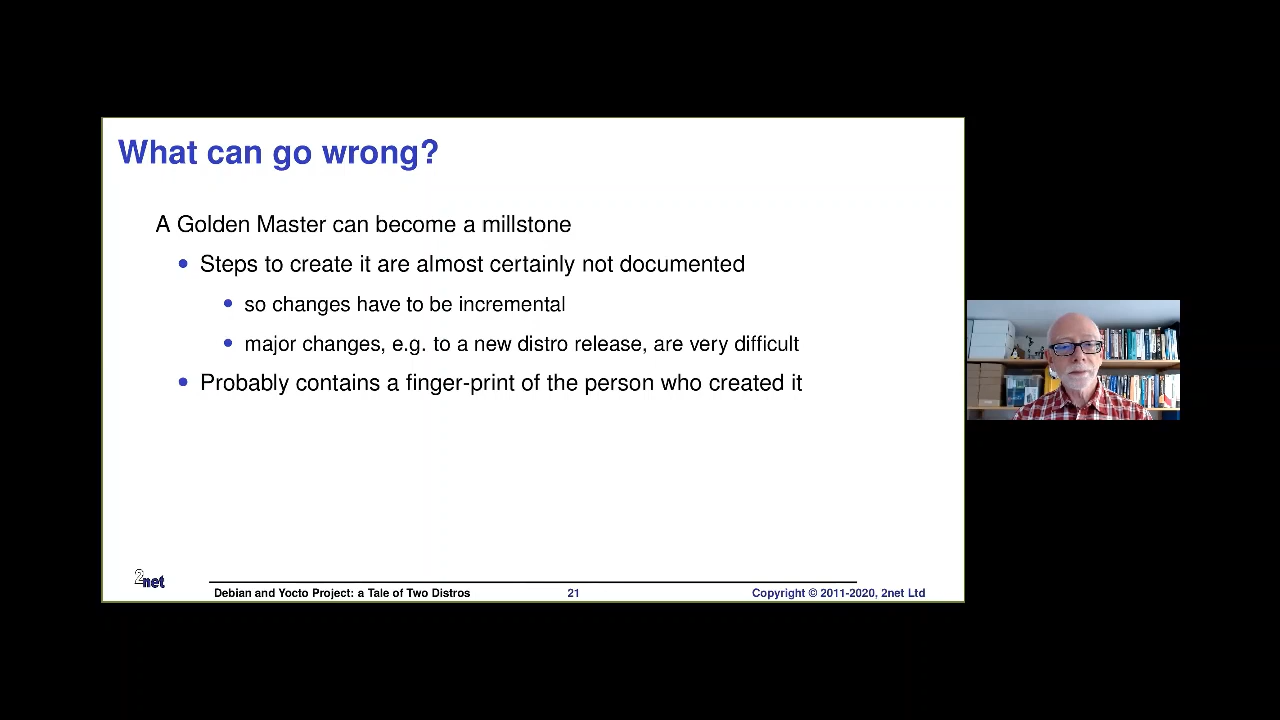 What can go wrong?
A Golden Master can become a millstone
Steps to create it are almost certainly not documented
so changes have to be incremental
major changes, e.g. to a new distro release, are very difficult
Probably contains a finger-print of the person who created it
2net
Debian and Yocto Project: a Tale of Two Distros 21 Copyright © 2011-2020, 2net Ltd